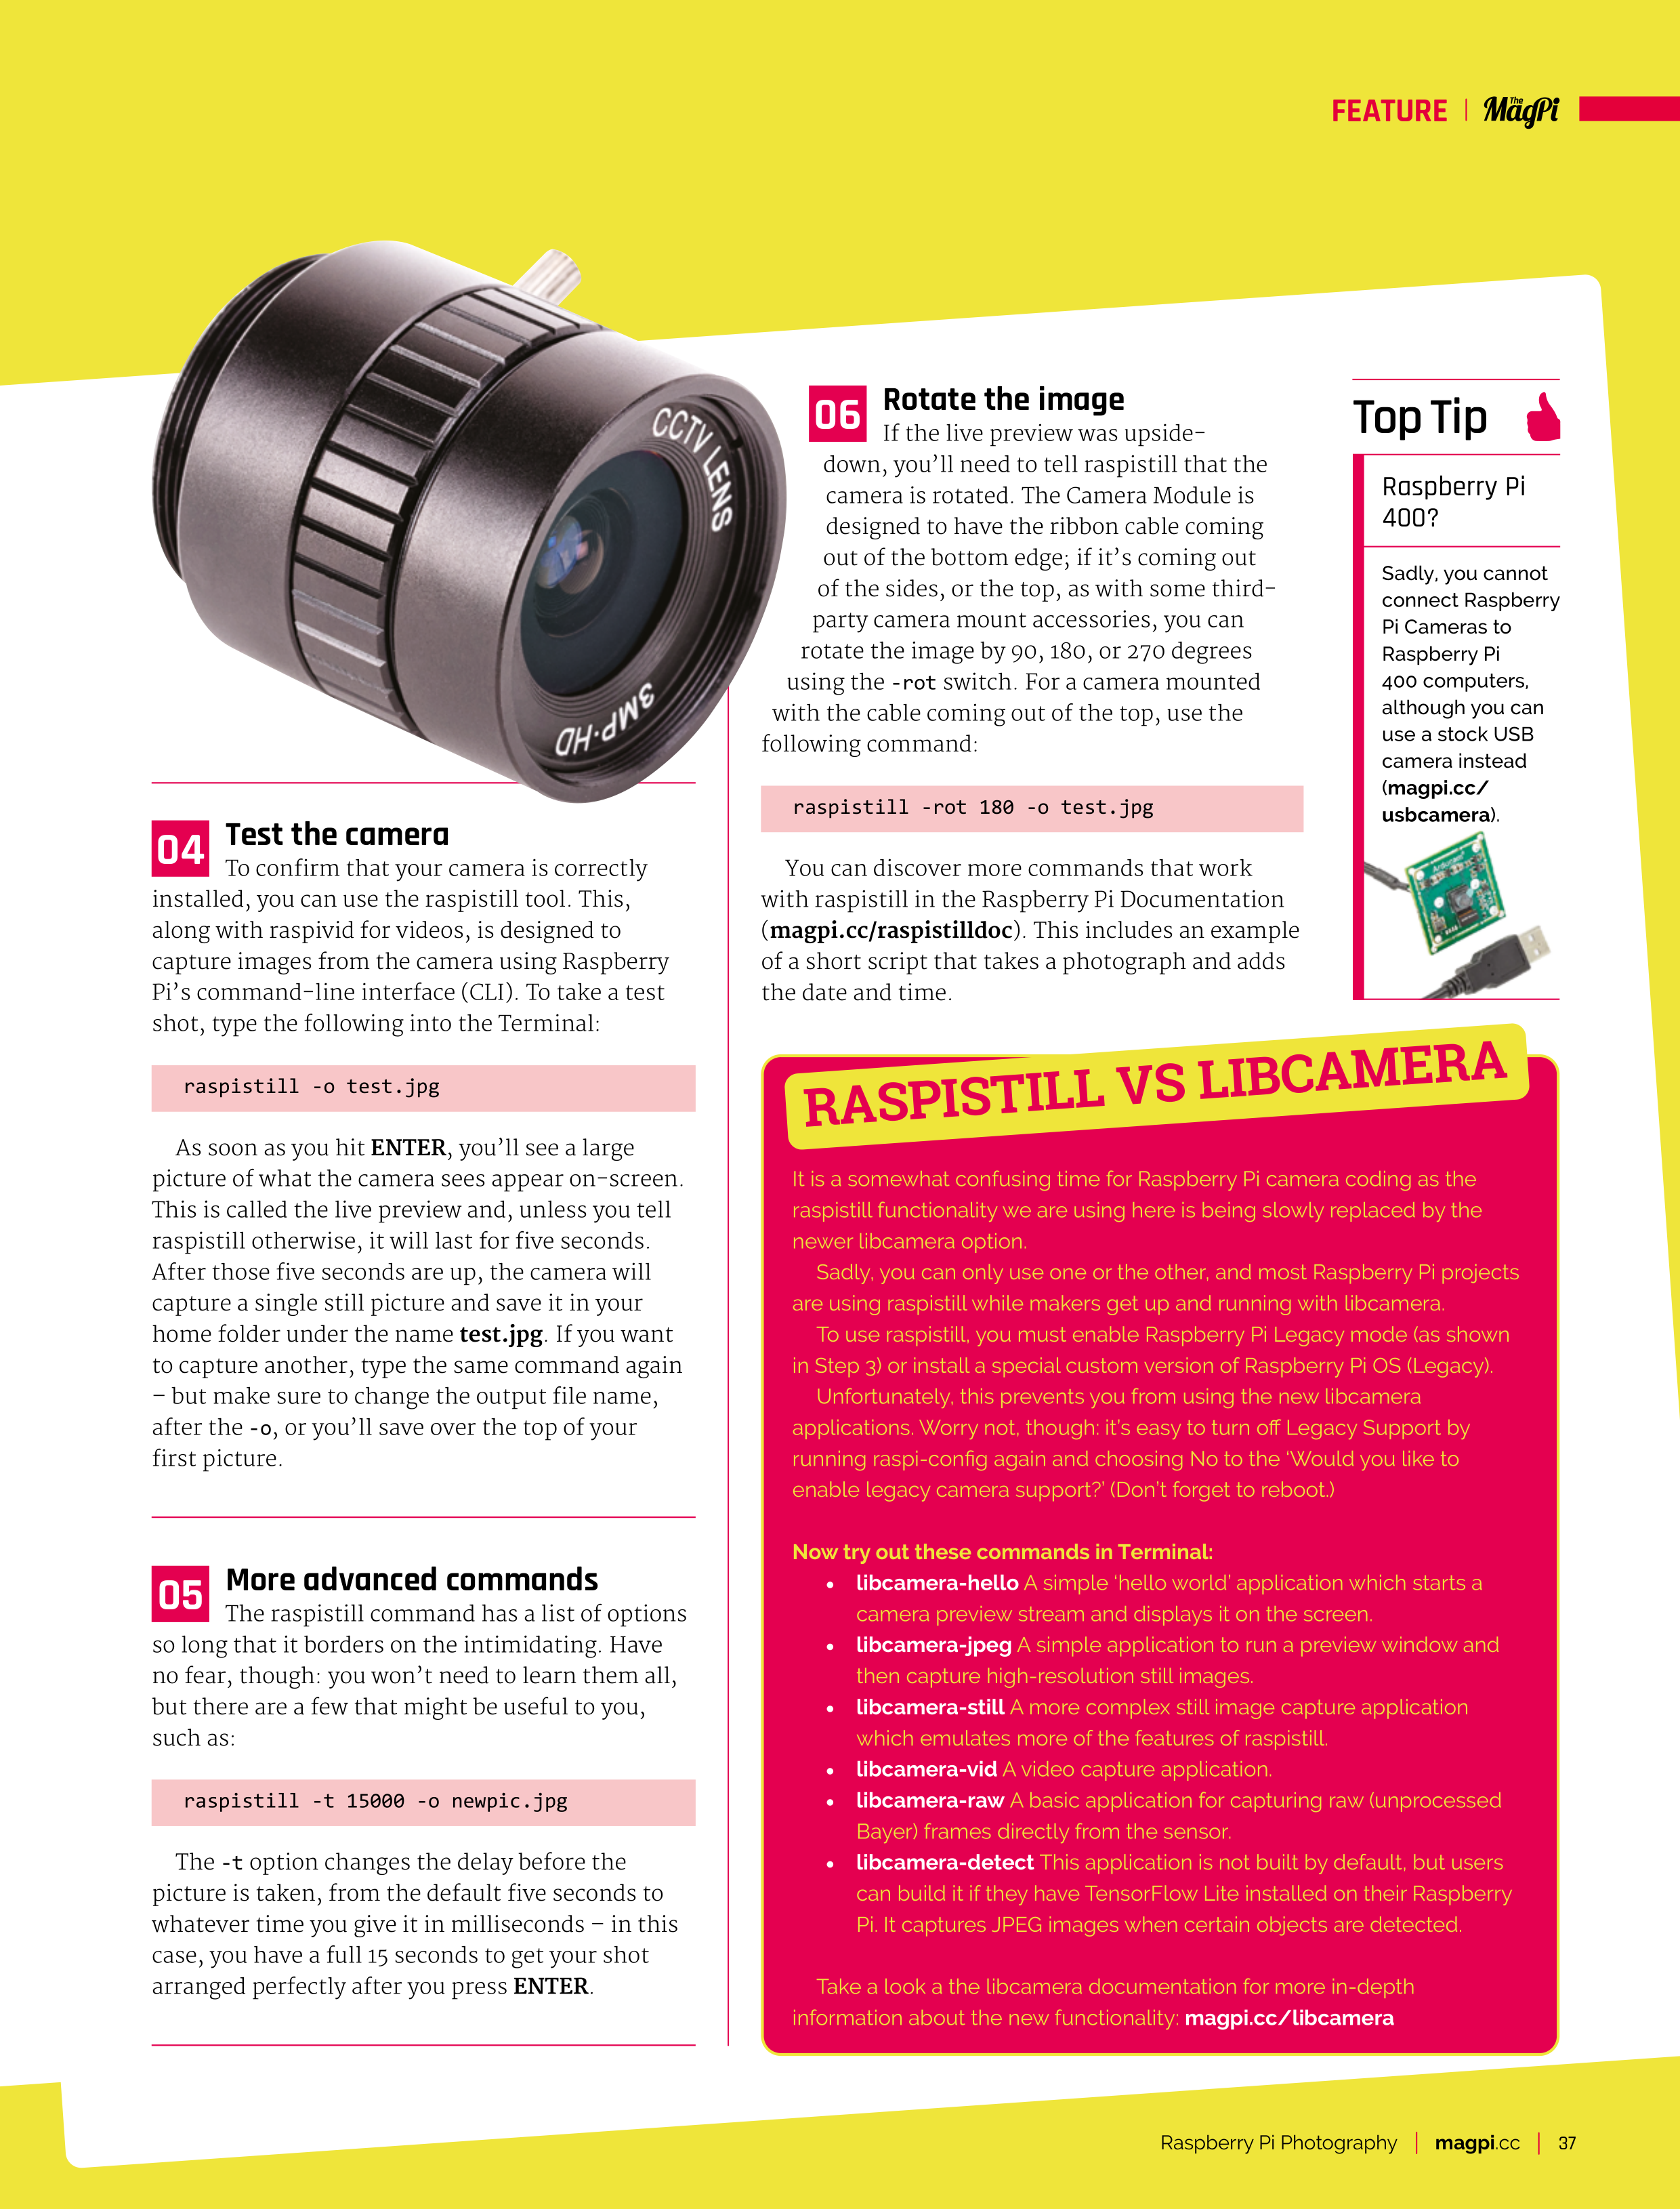 FEATURE
The MagPi
CCTV LENS
3MP·HD
04 Test the camera
To confirm that your camera is correctly
installed, you can use the raspistill tool. This,
along with raspivid for videos, is designed to
capture images from the camera using Raspberry
Pi’s command-line interface (CLI). To take a test
shot, type the following into the Terminal:
raspistill -o test.jpg
As soon as you hit ENTER, you’ll see a large
picture of what the camera sees appear on-screen.
This is called the live preview and, unless you tell
raspistill otherwise, it will last for five seconds.
After those five seconds are up, the camera will
capture a single still picture and save it in your
home folder under the name test.jpg. If you want
to capture another, type the same command again
– but make sure to change the output file name,
after the -o, or you’ll save over the top of your
first picture.
05 More advanced commands
The raspistill command has a list of options
so long that it borders on the intimidating. Have
no fear, though: you won’t need to learn them all,
but there are a few that might be useful to you,
such as:
raspistill -t 15000 -o newpic.jpg
The -t option changes the delay before the
picture is taken, from the default five seconds to
whatever time you give it in milliseconds – in this
case, you have a full 15 seconds to get your shot
arranged perfectly after you press ENTER.
06 Rotate the image
If the live preview was upside-
down, you’ll need to tell raspistill that the
camera is rotated. The Camera Module is
designed to have the ribbon cable coming
out of the bottom edge; if it’s coming out
of the sides, or the top, as with some third-
party camera mount accessories, you can
rotate the image by 90, 180, or 270 degrees
using the -rot switch. For a camera mounted
with the cable coming out of the top, use the
following command:
raspistill -rot 180 -o test.jpg
You can discover more commands that work
with raspistill in the Raspberry Pi Documentation
(magpi.cc/raspistilldoc). This includes an example
of a short script that takes a photograph and adds
the date and time.
Top Tip
Raspberry Pi
400?
Sadly, you cannot
connect Raspberry
Pi Cameras to
Raspberry Pi
400 computers,
although you can
use a stock USB
camera instead
(magpi.cc/
usbcamera).
RASPISTILL VS LIBCAMERA
It is a somewhat confusing time for Raspberry Pi camera coding as the
raspistill functionality we are using here is being slowly replaced by the
newer libcamera option.
Sadly, you can only use one or the other, and most Raspberry Pi projects
are using raspistill while makers get up and running with libcamera.
To use raspistill, you must enable Raspberry Pi Legacy mode (as shown
in Step 3) or install a special custom version of Raspberry Pi OS (Legacy).
Unfortunately, this prevents you from using the new libcamera
applications. Worry not, though: it’s easy to turn off Legacy Support by
running raspi-config again and choosing No to the ‘Would you like to
enable legacy camera support?’ (Don’t forget to reboot.)
Now try out these commands in Terminal:
• libcamera-hello A simple ‘hello world’ application which starts a
camera preview stream and displays it on the screen.
• libcamera-jpeg A simple application to run a preview window and
then capture high-resolution still images.
• libcamera-still A more complex still image capture application
which emulates more of the features of raspistill.
• libcamera-vid A video capture application.
• libcamera-raw A basic application for capturing raw (unprocessed
Bayer) frames directly from the sensor.
• libcamera-detect This application is not built by default, but users
can build it if they have TensorFlow Lite installed on their Raspberry
Pi. It captures JPEG images when certain objects are detected.
Take a look a the libcamera documentation for more in-depth
information about the new functionality: magpi.cc/libcamera
Raspberry Pi Photography
magpi.cc
37